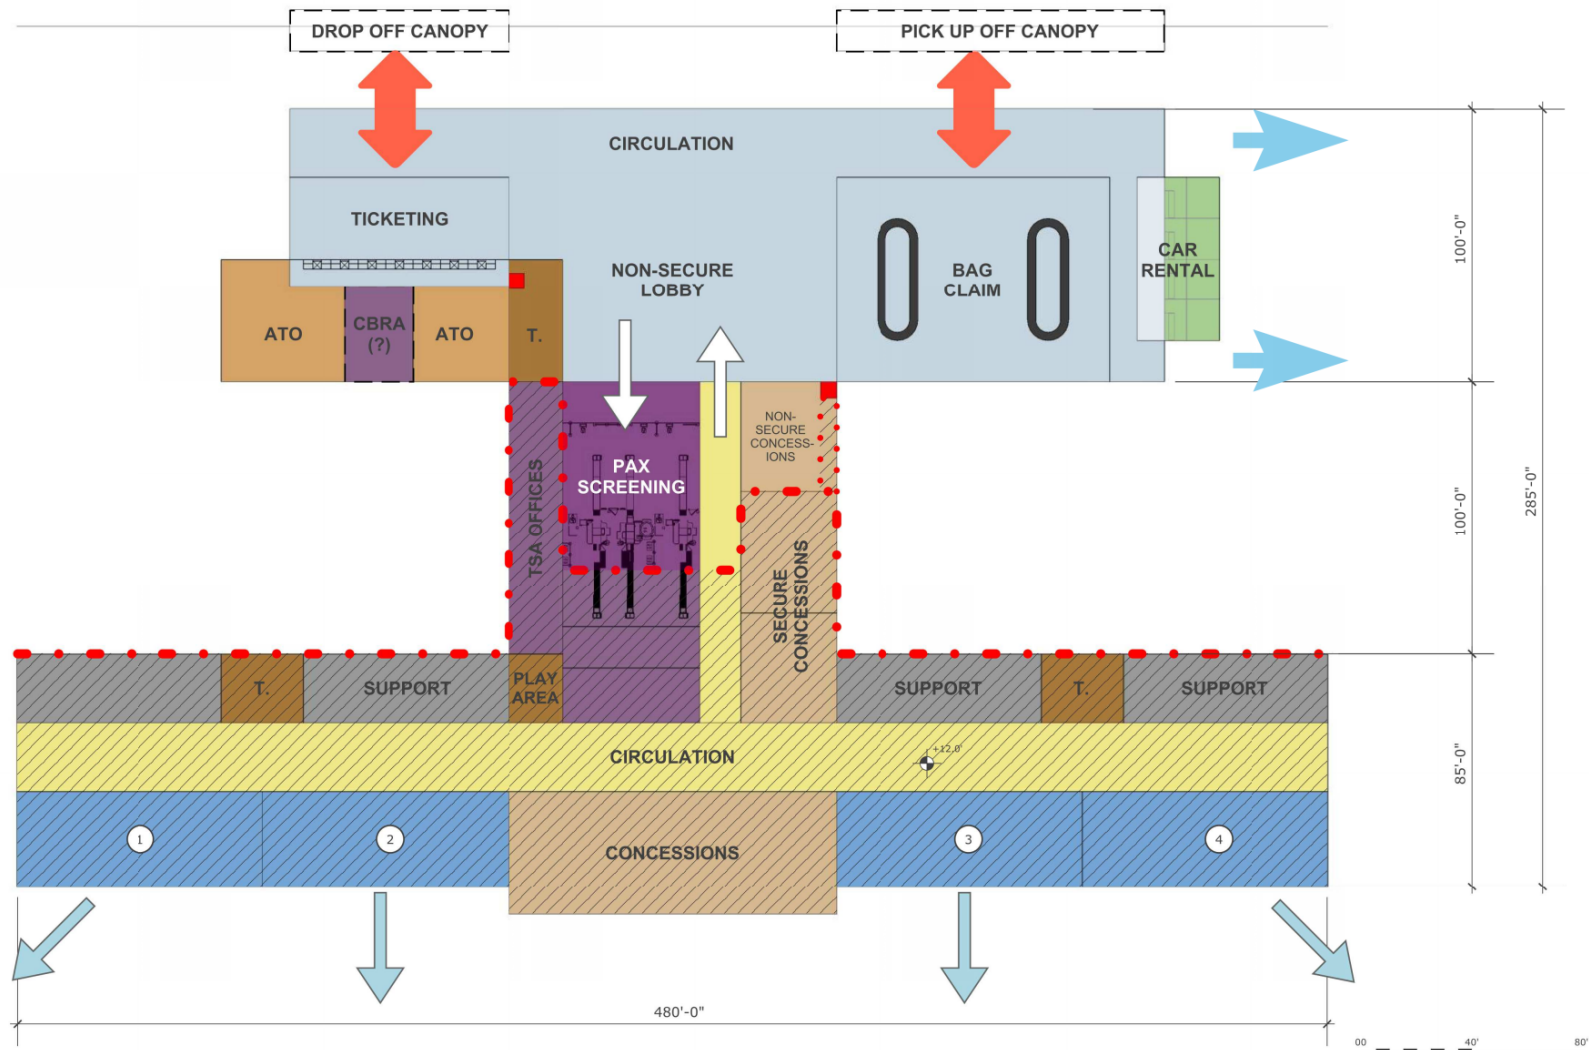 DROP OFF CANOPY
PICK UP OFF CANOPY
CIRCULATION
TICKETING
NON-SECURE
LOBBY
BAG
CLAIM
CAR
RENTAL
100'-0"
ATO
CBRA
(?)
ATO
T.
NON-
SECURE
CONCESS-
IONS
PAX
SCREENING
TSA OFFICES
SECURE
CONCESSIONS
100'-0"
285'-0"
T.
SUPPORT
PLAY
AREA
SUPPORT
T.
SUPPORT
CIRCULATION
+12.0'
85'-0"
1
2
CONCESSIONS
3
4
480'-0"
00
40'
80'